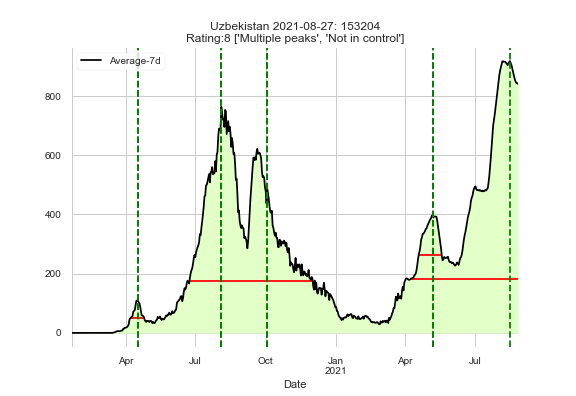 Uzbekistan 2021-08-27: 153204
Rating:8 ['Multiple peaks', 'Not in control']
Average-7d
800
600
400
200
0
Apr Jul Oct Jan Apr Jul
2021
Date